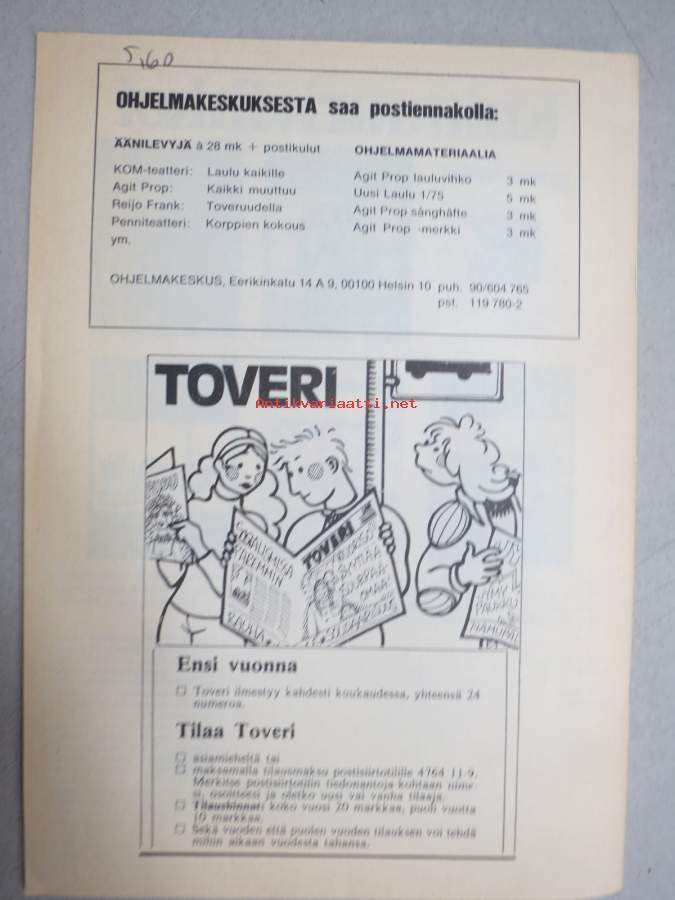 5,60
OHJELMAKESKUKSESTA saa postiennakolla:
ÄÄNILEVYJÄ à 28 mk + postikulut
KOM-teatteri: Laulu kaikille
Agit Prop: Kaikki muuttuu
Reijo Frank: Toveruudella
Penniteatteri: Korppien kokous
ym.
OHJELMAMATERIAALIA
Agit Prop lauluvihko 3 mk
Uusi Laulu 1/75 5 mk
Agit Prop sånghäfte 3 mk
Agit Prop -merkki 3 mk
OHJELMAKESKUS, Eerikinkatu 14 A 9, 00100 Helsin 10 puh. 90/604 765
pst. 119 780-2
TOVERI
Antikvariaatti.net
TOVERI
RAUHA
Ensi vuonna
Toveri ilmestyy kahdesti kuukaudessa, yhteensä 24
numeroa.
Tilaa Toveri
asiamieheltä tai
maksamalla tilausmaksu postisiirtotilille 4764 11-9.
Merkitse postisiirtotilin tiedonantoja kohtaan nime-
si, osoitteesi ja oletko uusi vai vanha tilaaja.
Tilaushinnat: koko vuosi 20 markkaa, puoli vuotta
10 markkaa.
Sekä vuoden että puolen vuoden tilauksen voi tehdä
mihin aikaan vuodesta tahansa.